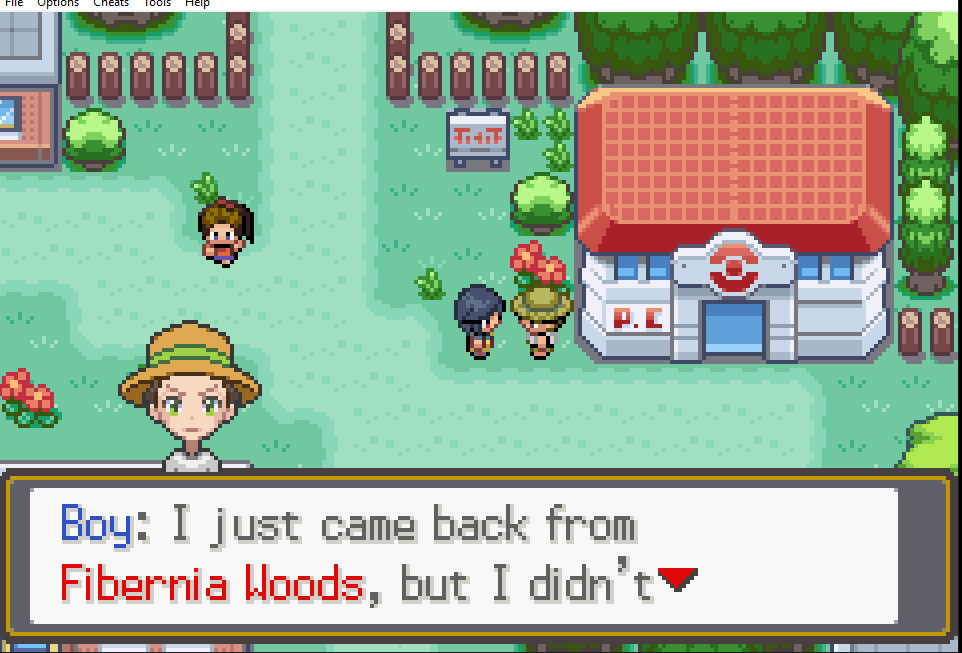 File Options Cheats Tools Help
P.C
Boy: I just came back from
Fibernia Woods, but I didn't